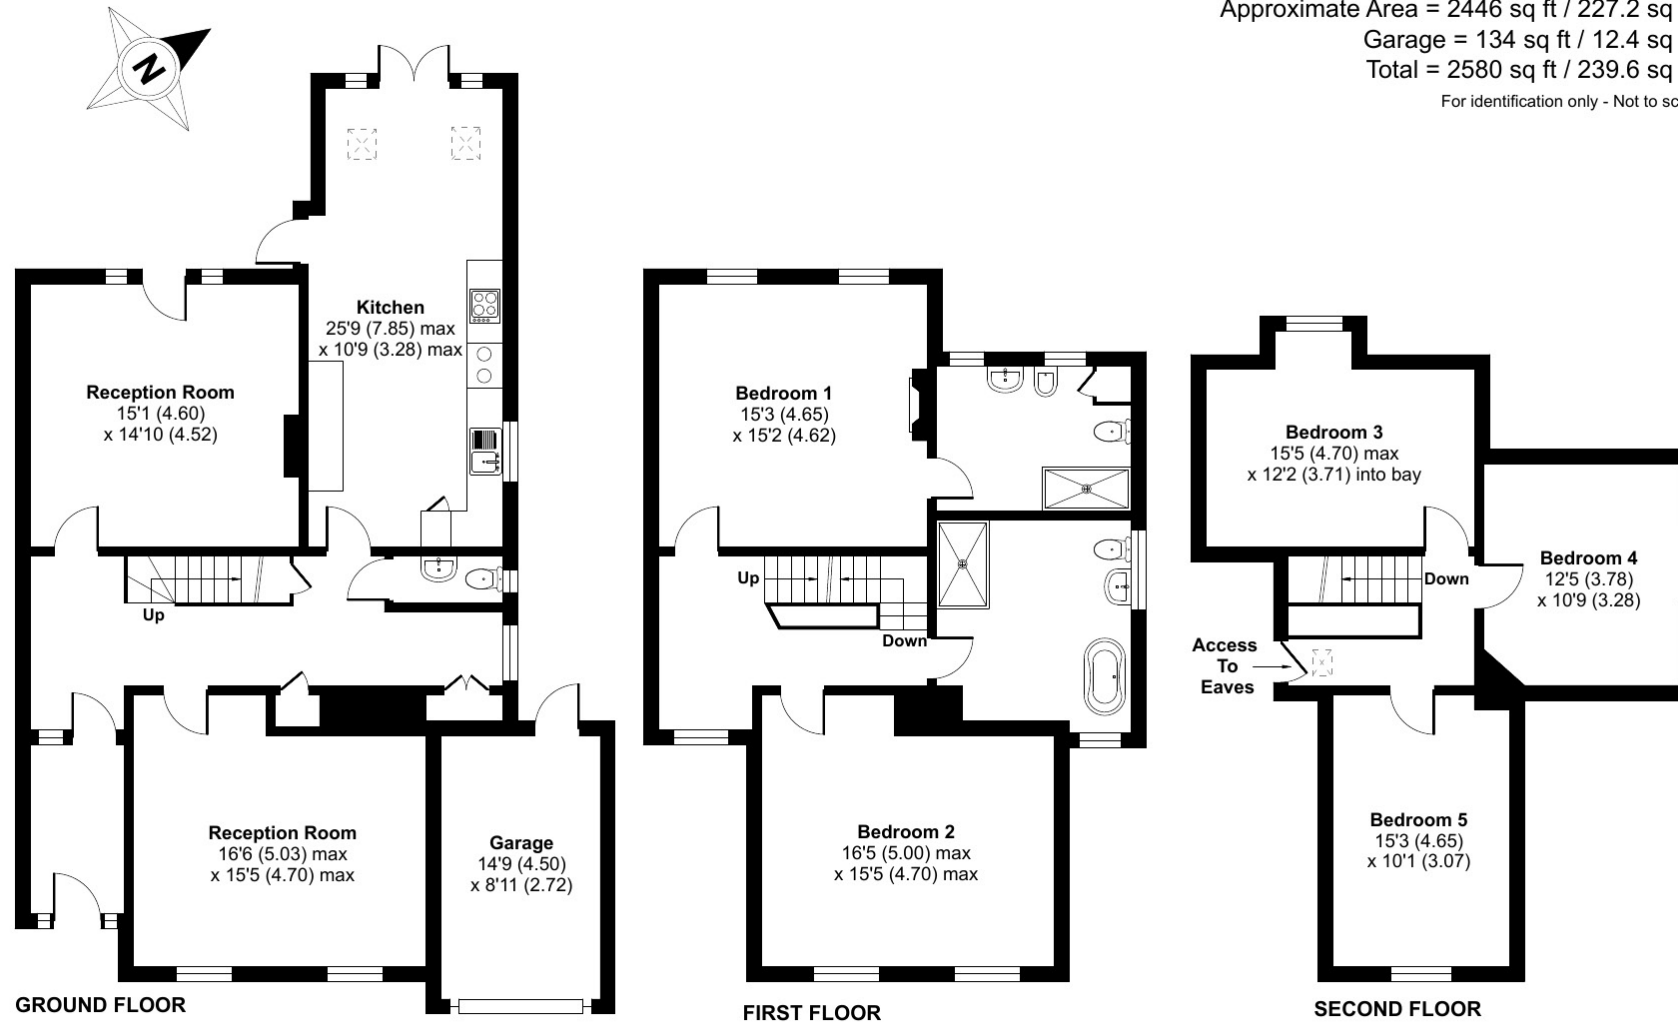 Approximate Area = 2446 sq ft / 227.2 sq
Garage = 134 sq ft / 12.4 sq
Total = 2580 sq ft / 239.6 sq
For identification only - Not to sc
N
Kitchen
25'9 (7.85) max
x 10'9 (3.28) max
Reception Room
15'1 (4.60)
x 14'10 (4.52)
Up
Reception Room
16'6 (5.03) max
x 15'5 (4.70) max
Garage
14'9 (4.50)
x 8'11 (2.72)
GROUND FLOOR
Bedroom 1
15'3 (4.65)
x 15'2 (4.62)
Up
Down
Bedroom 2
16'5 (5.00) max
x 15'5 (4.70) max
FIRST FLOOR
Bedroom 3
15'5 (4.70) max
x 12'2 (3.71) into bay
Bedroom 4
12'5 (3.78)
x 10'9 (3.28)
Down
Access
To
Eaves
Bedroom 5
15'3 (4.65)
x 10'1 (3.07)
SECOND FLOOR